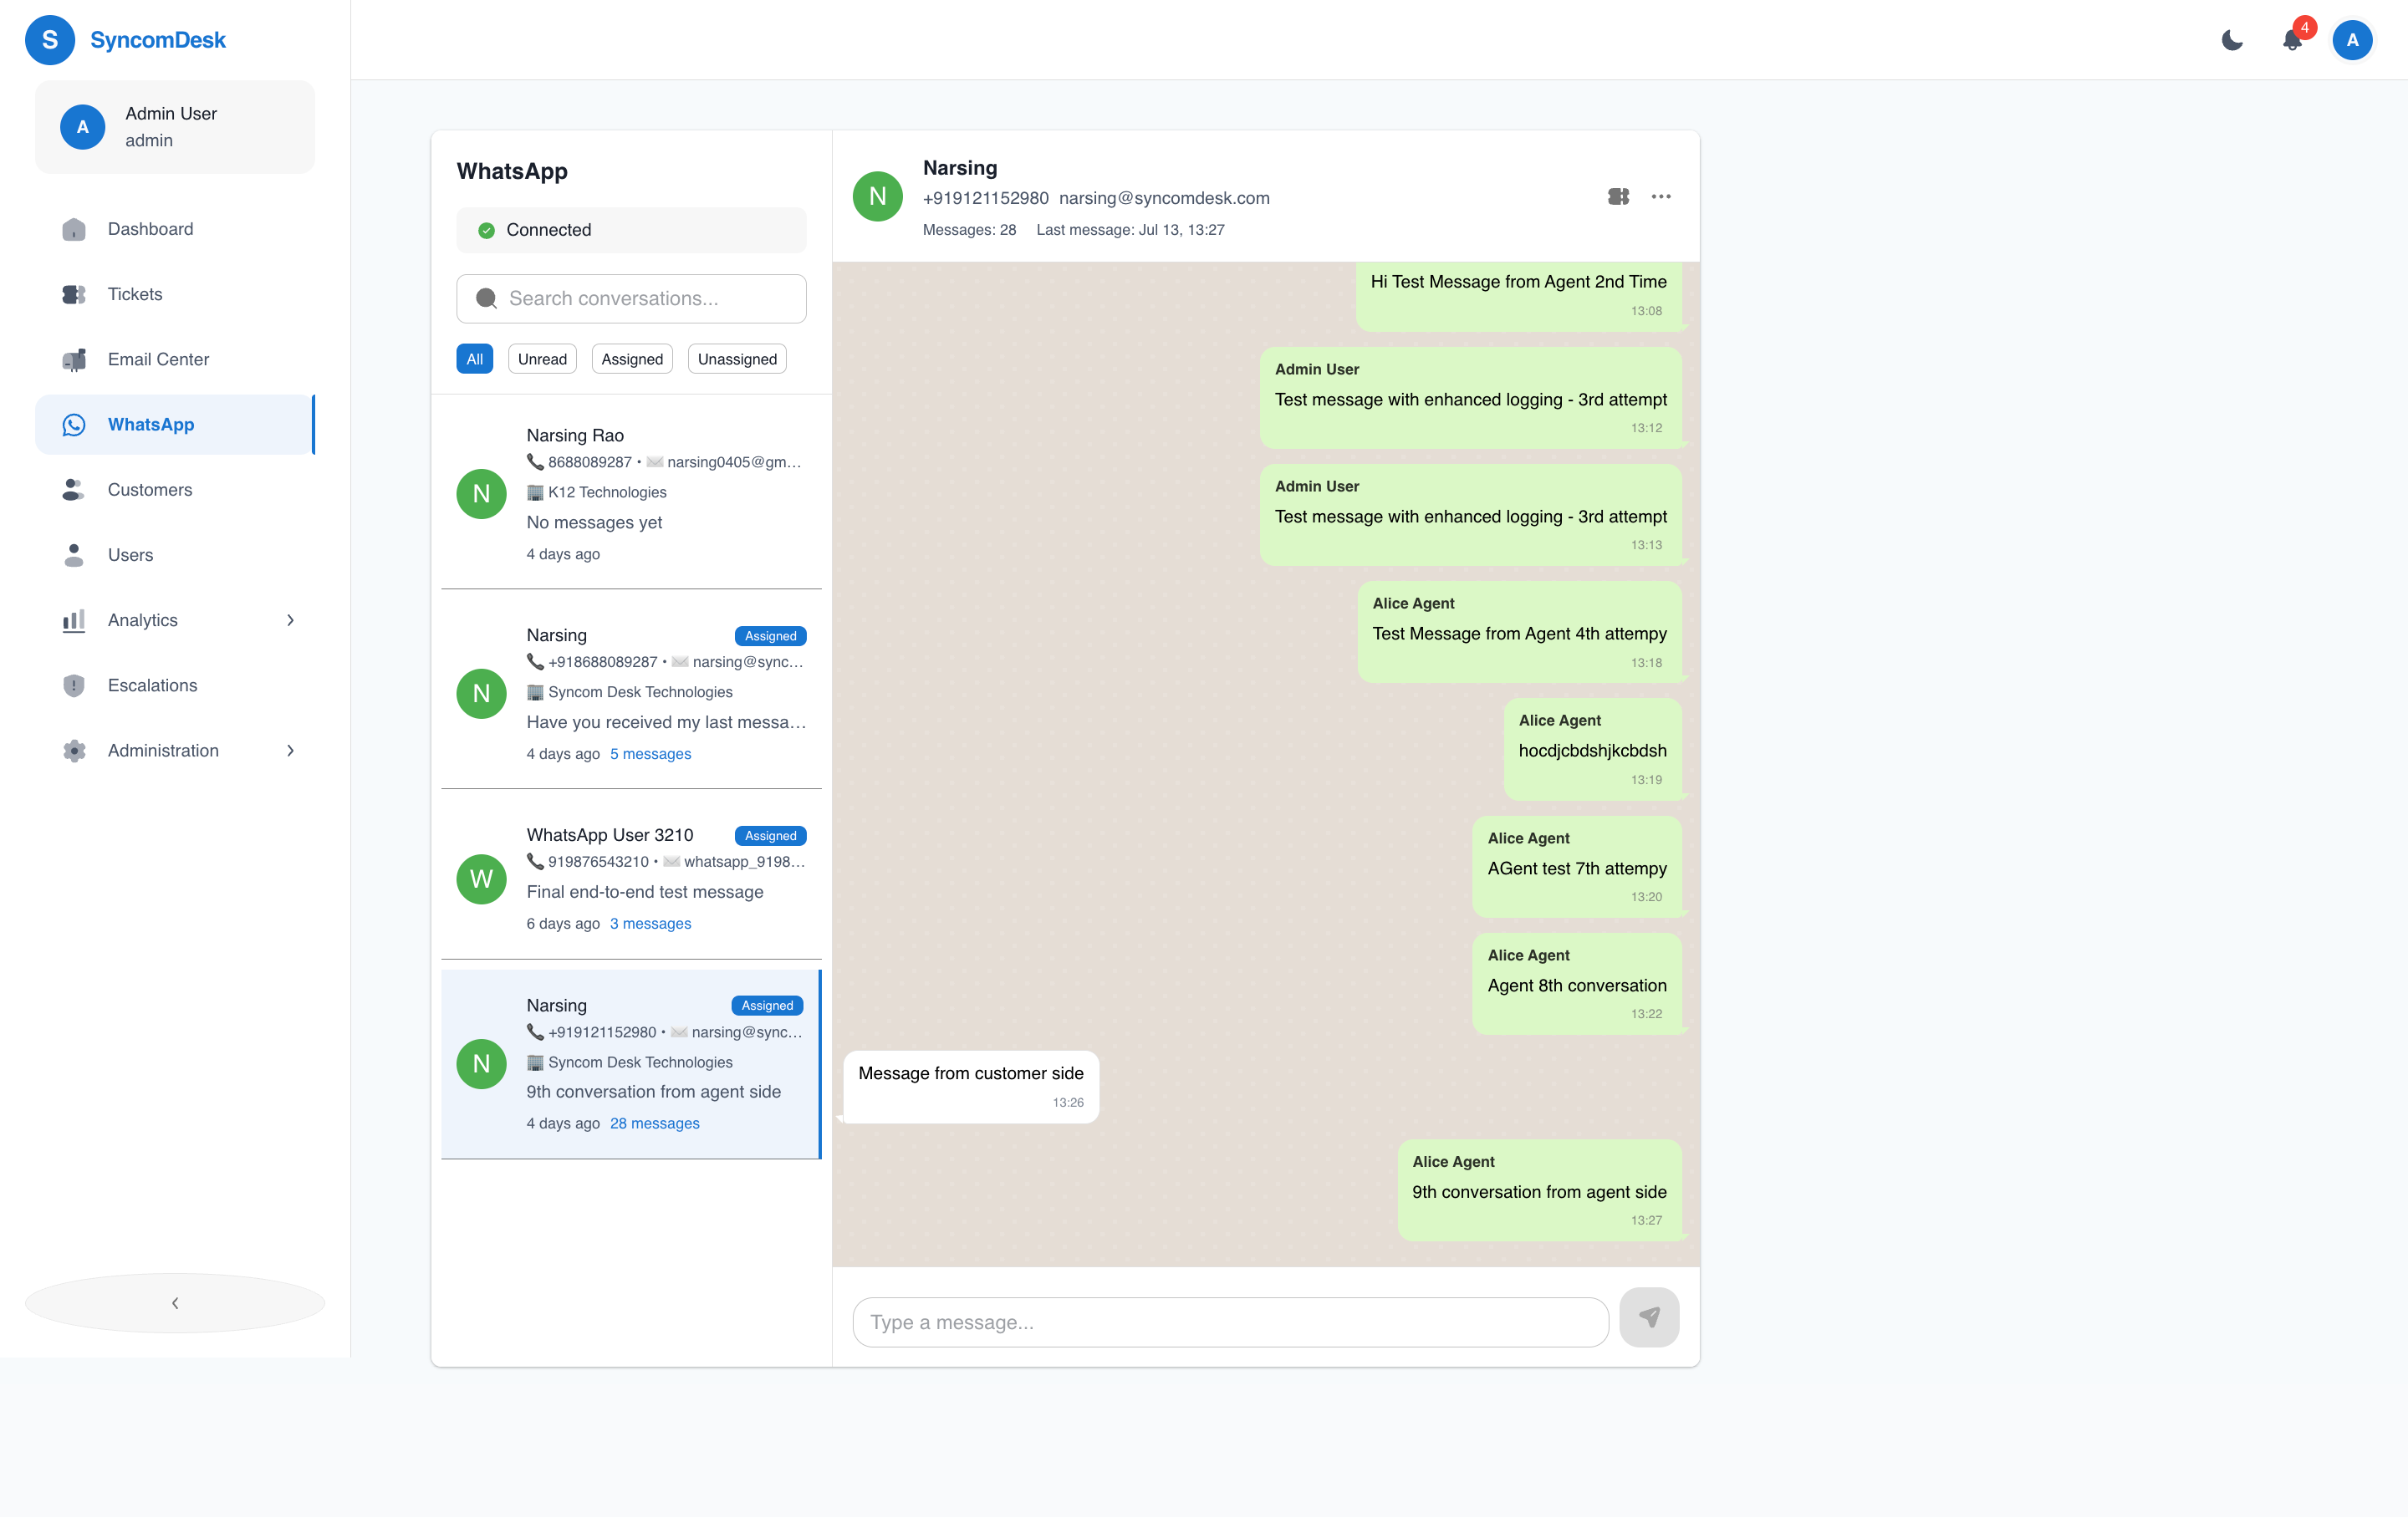 S SyncomDesk
4
A
A
Admin User
admin
Dashboard
Tickets
Email Center
WhatsApp
Customers
Users
Analytics
Escalations
Administration
WhatsApp
Connected
Search conversations...
All Unread Assigned Unassigned
N
Narsing Rao
8688089287 • narsing0405@gm...
K12 Technologies
No messages yet
4 days ago
N
Narsing Assigned
+918688089287 • narsing@sync...
Syncom Desk Technologies
Have you received my last messa...
4 days ago 5 messages
W
WhatsApp User 3210 Assigned
919876543210 • whatsapp_9198...
Final end-to-end test message
6 days ago 3 messages
N
Narsing Assigned
+919121152980 • narsing@sync...
Syncom Desk Technologies
9th conversation from agent side
4 days ago 28 messages
N
Narsing
+919121152980 narsing@syncomdesk.com
Messages: 28 Last message: Jul 13, 13:27
Hi Test Message from Agent 2nd Time
13:08
Admin User
Test message with enhanced logging - 3rd attempt
13:12
Admin User
Test message with enhanced logging - 3rd attempt
13:13
Alice Agent
Test Message from Agent 4th attempy
13:18
Alice Agent
hocdjcbdshjkcbdsh
13:19
Alice Agent
AGent test 7th attempy
13:20
Alice Agent
Agent 8th conversation
13:22
Message from customer side
13:26
Alice Agent
9th conversation from agent side
13:27
Type a message...